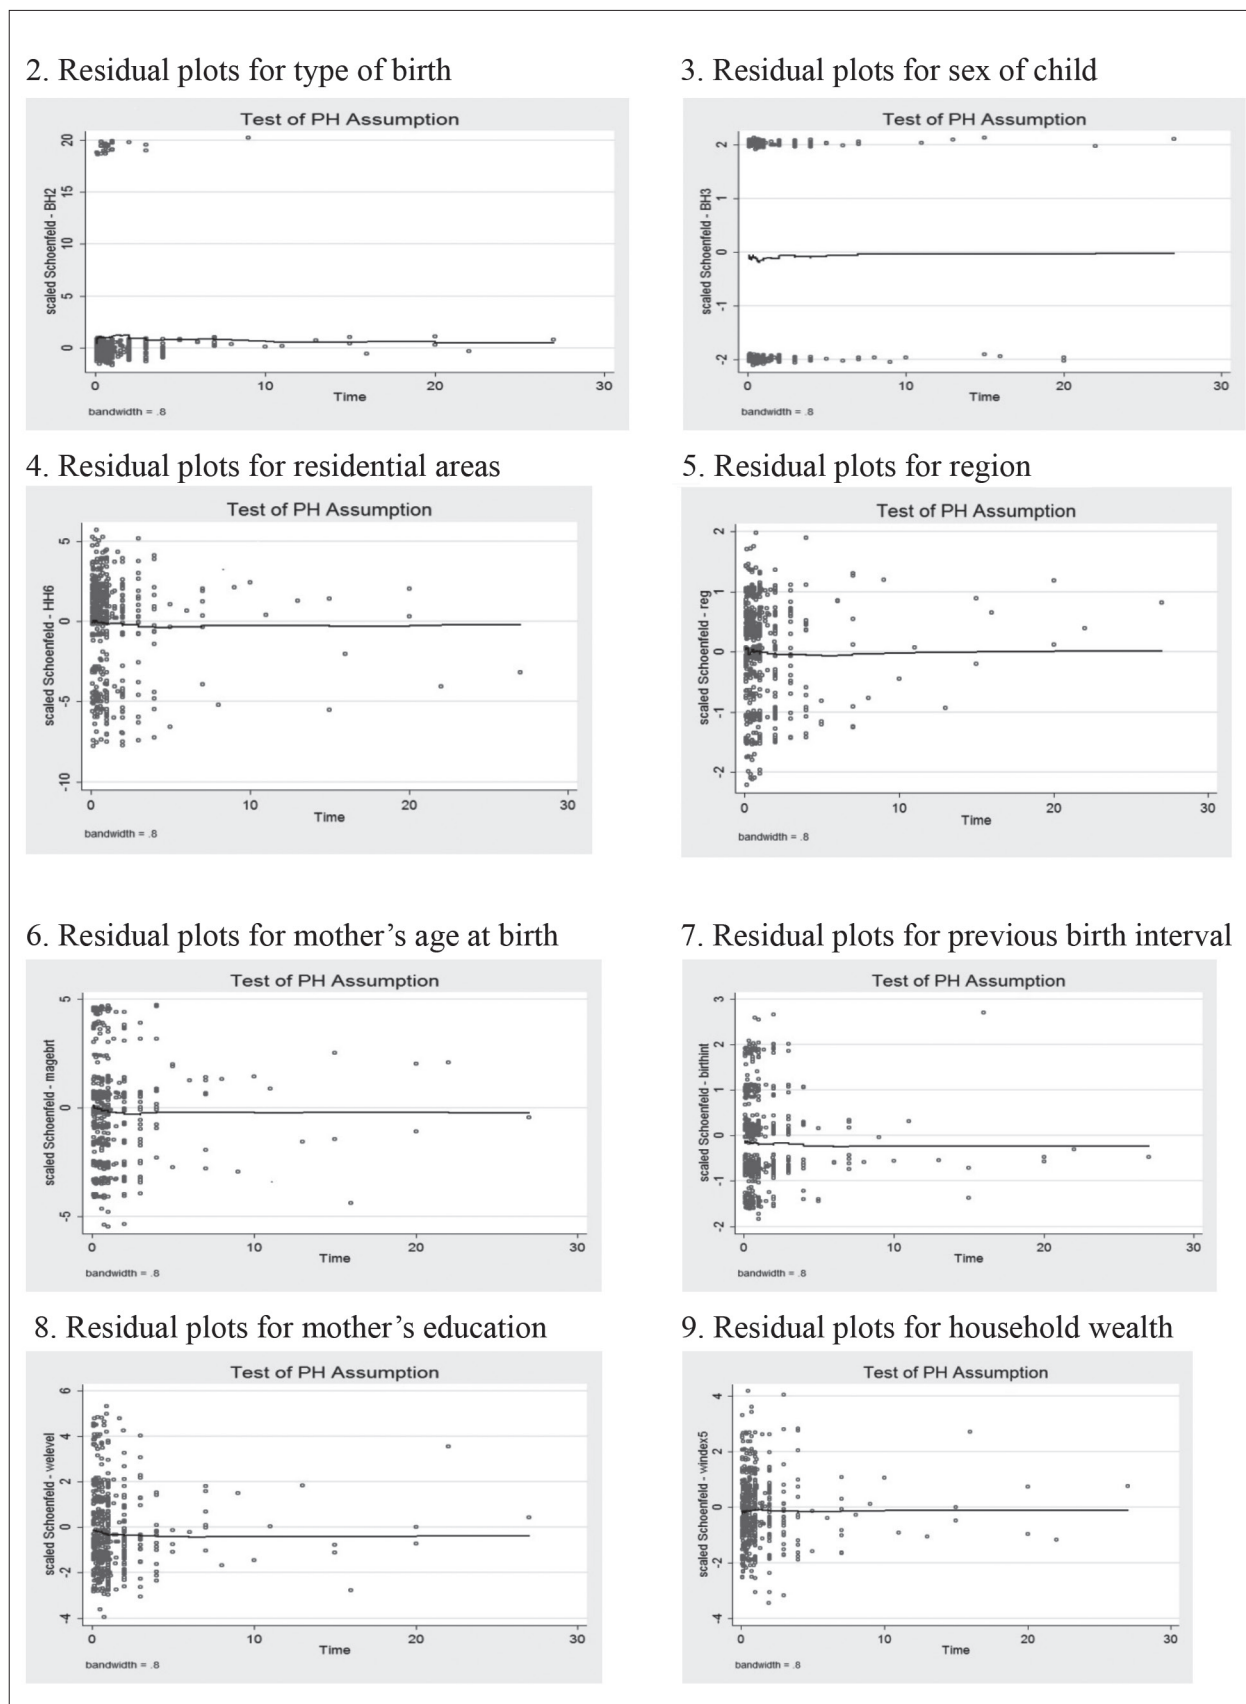 2. Residual plots for type of birth
Test of PH Assumption
scaled Schoenfeld - BH2
20
15
10
5
0
0 10 20 30
Time
bandwidth = .8
3. Residual plots for sex of child
Test of PH Assumption
scaled Schoenfeld - BH3
2
1
0
-1
-2
0 10 20 30
Time
bandwidth = .8
4. Residual plots for residential areas
Test of PH Assumption
scaled Schoenfeld - HH6
5
0
-5
-10
0 10 20 30
Time
bandwidth = .8
5. Residual plots for region
Test of PH Assumption
scaled Schoenfeld - reg
2
1
0
-1
-2
0 10 20 30
Time
bandwidth = .8
6. Residual plots for mother’s age at birth
Test of PH Assumption
scaled Schoenfeld - magebrt
5
0
-5
0 10 20 30
Time
bandwidth = .8
7. Residual plots for previous birth interval
Test of PH Assumption
scaled Schoenfeld - birthint
3
2
1
0
-1
-2
0 10 20 30
Time
bandwidth = .8
8. Residual plots for mother’s education
Test of PH Assumption
scaled Schoenfeld - welevel
6
4
2
0
-2
-4
0 10 20 30
Time
bandwidth = .8
9. Residual plots for household wealth
Test of PH Assumption
scaled Schoenfeld - windex5
4
2
0
-2
-4
0 10 20 30
Time
bandwidth = .8